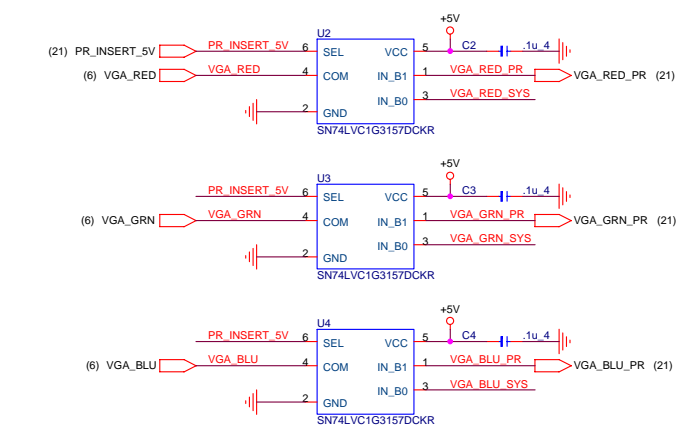 +5V
U2
(21) PR_INSERT_5V PR_INSERT_5V 6 SEL VCC 5 C2 .1u_4
(6) VGA_RED VGA_RED 4 COM IN_B1 1 VGA_RED_PR VGA_RED_PR (21)
IN_B0 3 VGA_RED_SYS
2 GND
SN74LVC1G3157DCKR
+5V
U3
PR_INSERT_5V 6 SEL VCC 5 C3 .1u_4
(6) VGA_GRN VGA_GRN 4 COM IN_B1 1 VGA_GRN_PR VGA_GRN_PR (21)
IN_B0 3 VGA_GRN_SYS
2 GND
SN74LVC1G3157DCKR
+5V
U4
PR_INSERT_5V 6 SEL VCC 5 C4 .1u_4
(6) VGA_BLU VGA_BLU 4 COM IN_B1 1 VGA_BLU_PR VGA_BLU_PR (21)
IN_B0 3 VGA_BLU_SYS
2 GND
SN74LVC1G3157DCKR